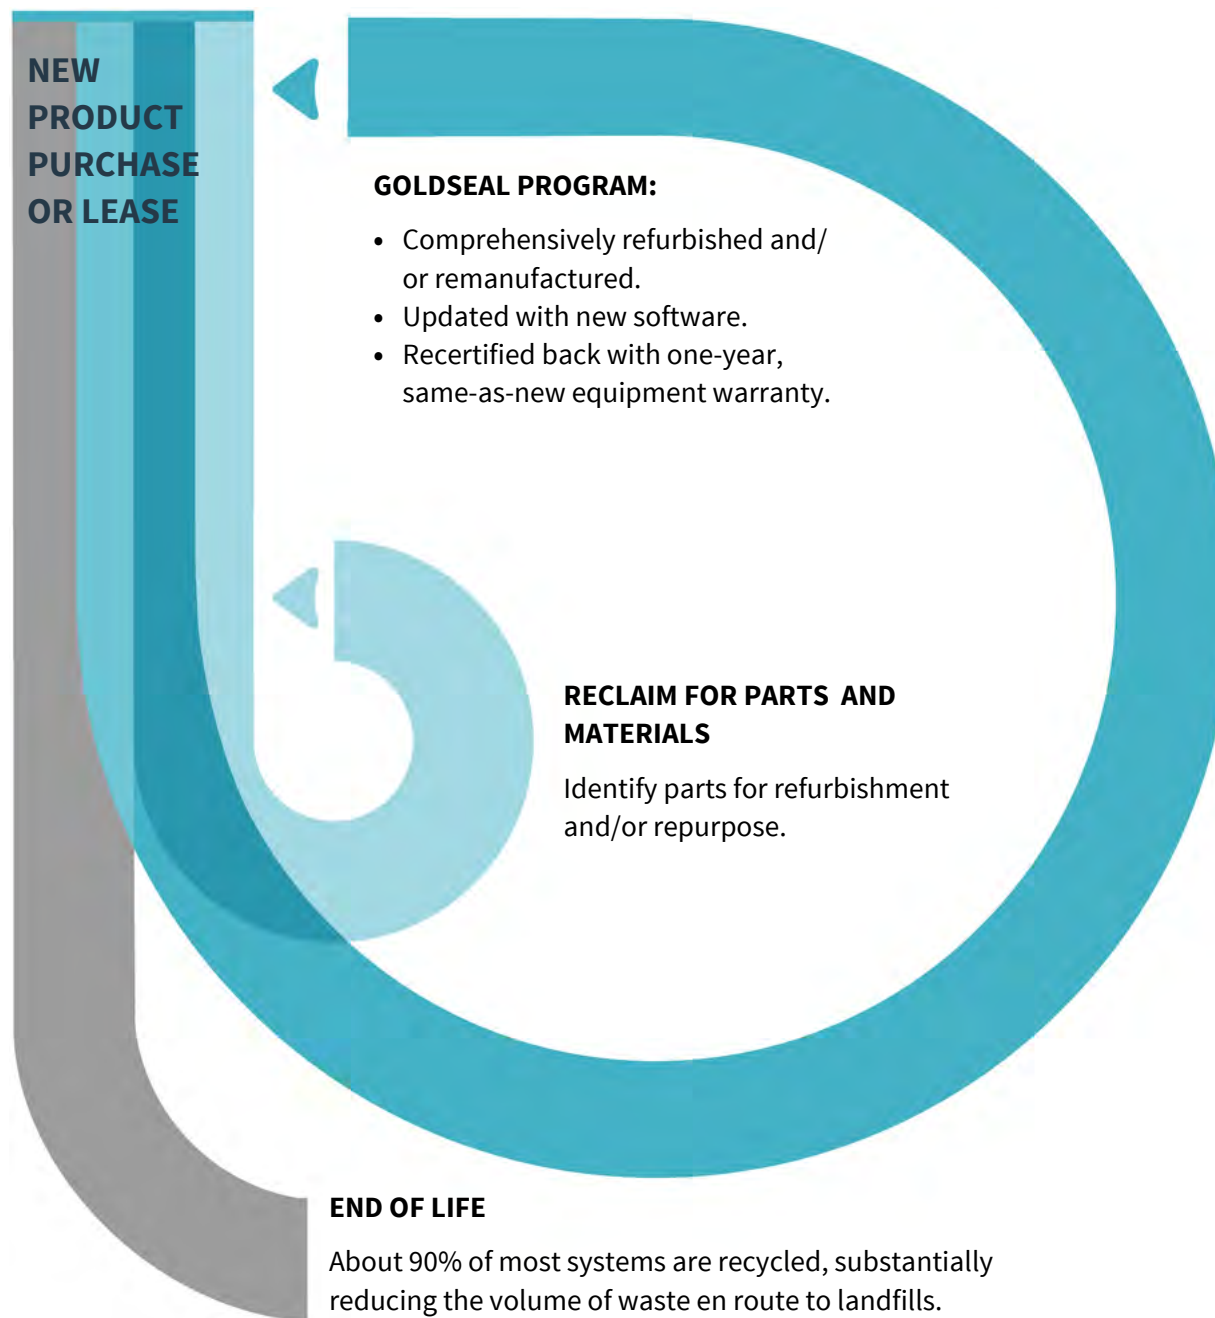 NEW
PRODUCT
PURCHASE
OR LEASE
GOLDSEAL PROGRAM:
• Comprehensively refurbished and/
or remanufactured.
• Updated with new software.
• Recertified back with one-year,
same-as-new equipment warranty.
RECLAIM FOR PARTS AND
MATERIALS
Identify parts for refurbishment
and/or repurpose.
END OF LIFE
About 90% of most systems are recycled, substantially
reducing the volume of waste en route to landfills.